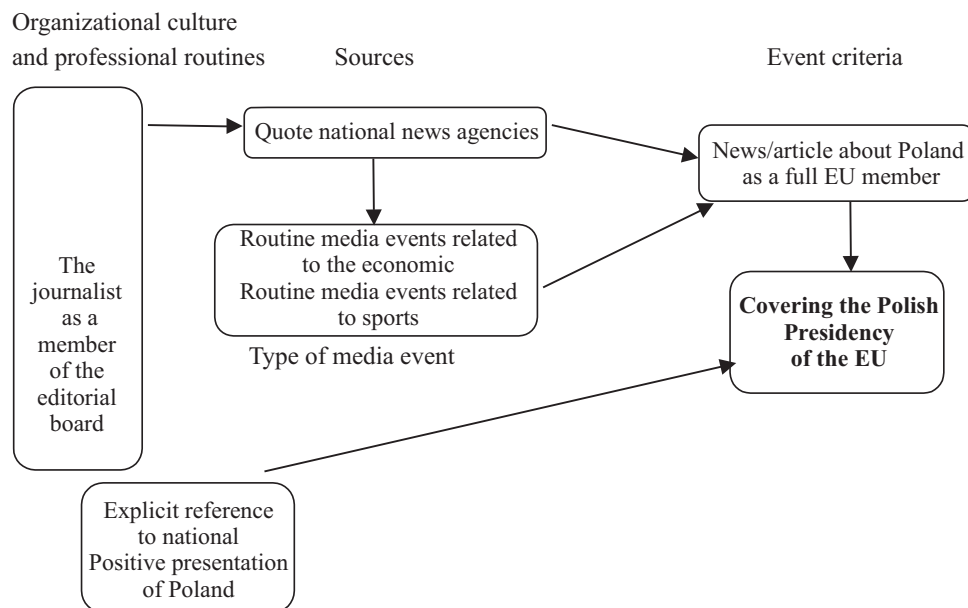 Organizational culture
and professional routines
Sources
Event criteria
The
journalist
as a
member
of the
editorial
board
Quote national news agencies
Routine media events related
to the economic
Routine media events related
to sports
Type of media event
News/article about Poland
as a full EU member
Covering the Polish
Presidency
of the EU
Explicit reference
to national
Positive presentation
of Poland